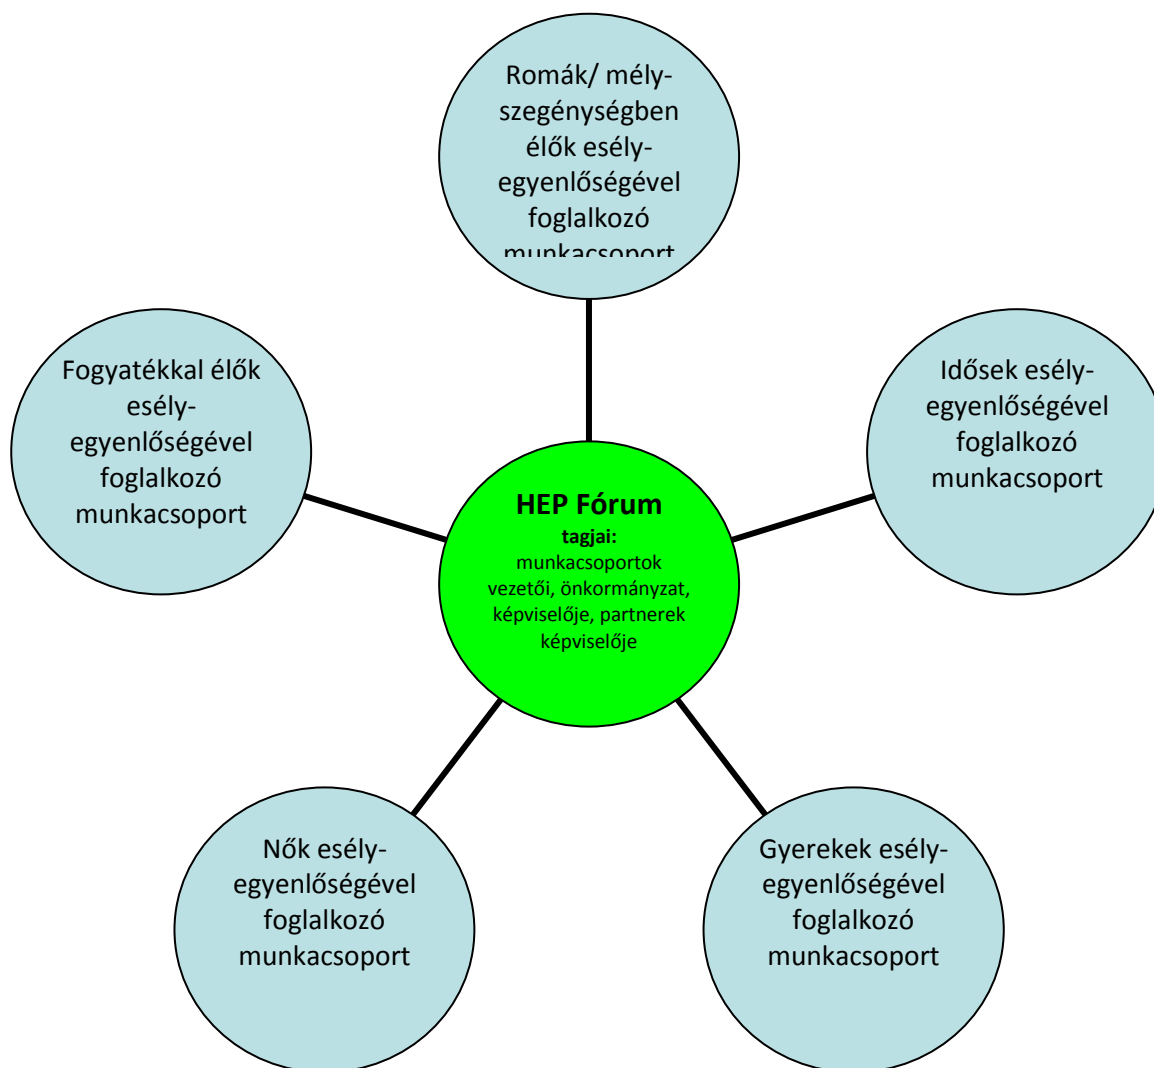 Romák/ mély-
szegénységben
élők esély-
egyenlőségével
foglalkozó
munkacsoport
Fogyatékkal élők
esély-
egyenlőségével
foglalkozó
munkacsoport
Idősek esély-
egyenlőségével
foglalkozó
munkacsoport
HEP Fórum
tagjai:
munkacsoportok
vezetői, önkormányzat,
képviselője, partnerek
képviselője
Nők esély-
egyenlőségével
foglalkozó
munkacsoport
Gyerekek esély-
egyenlőségével
foglalkozó
munkacsoport